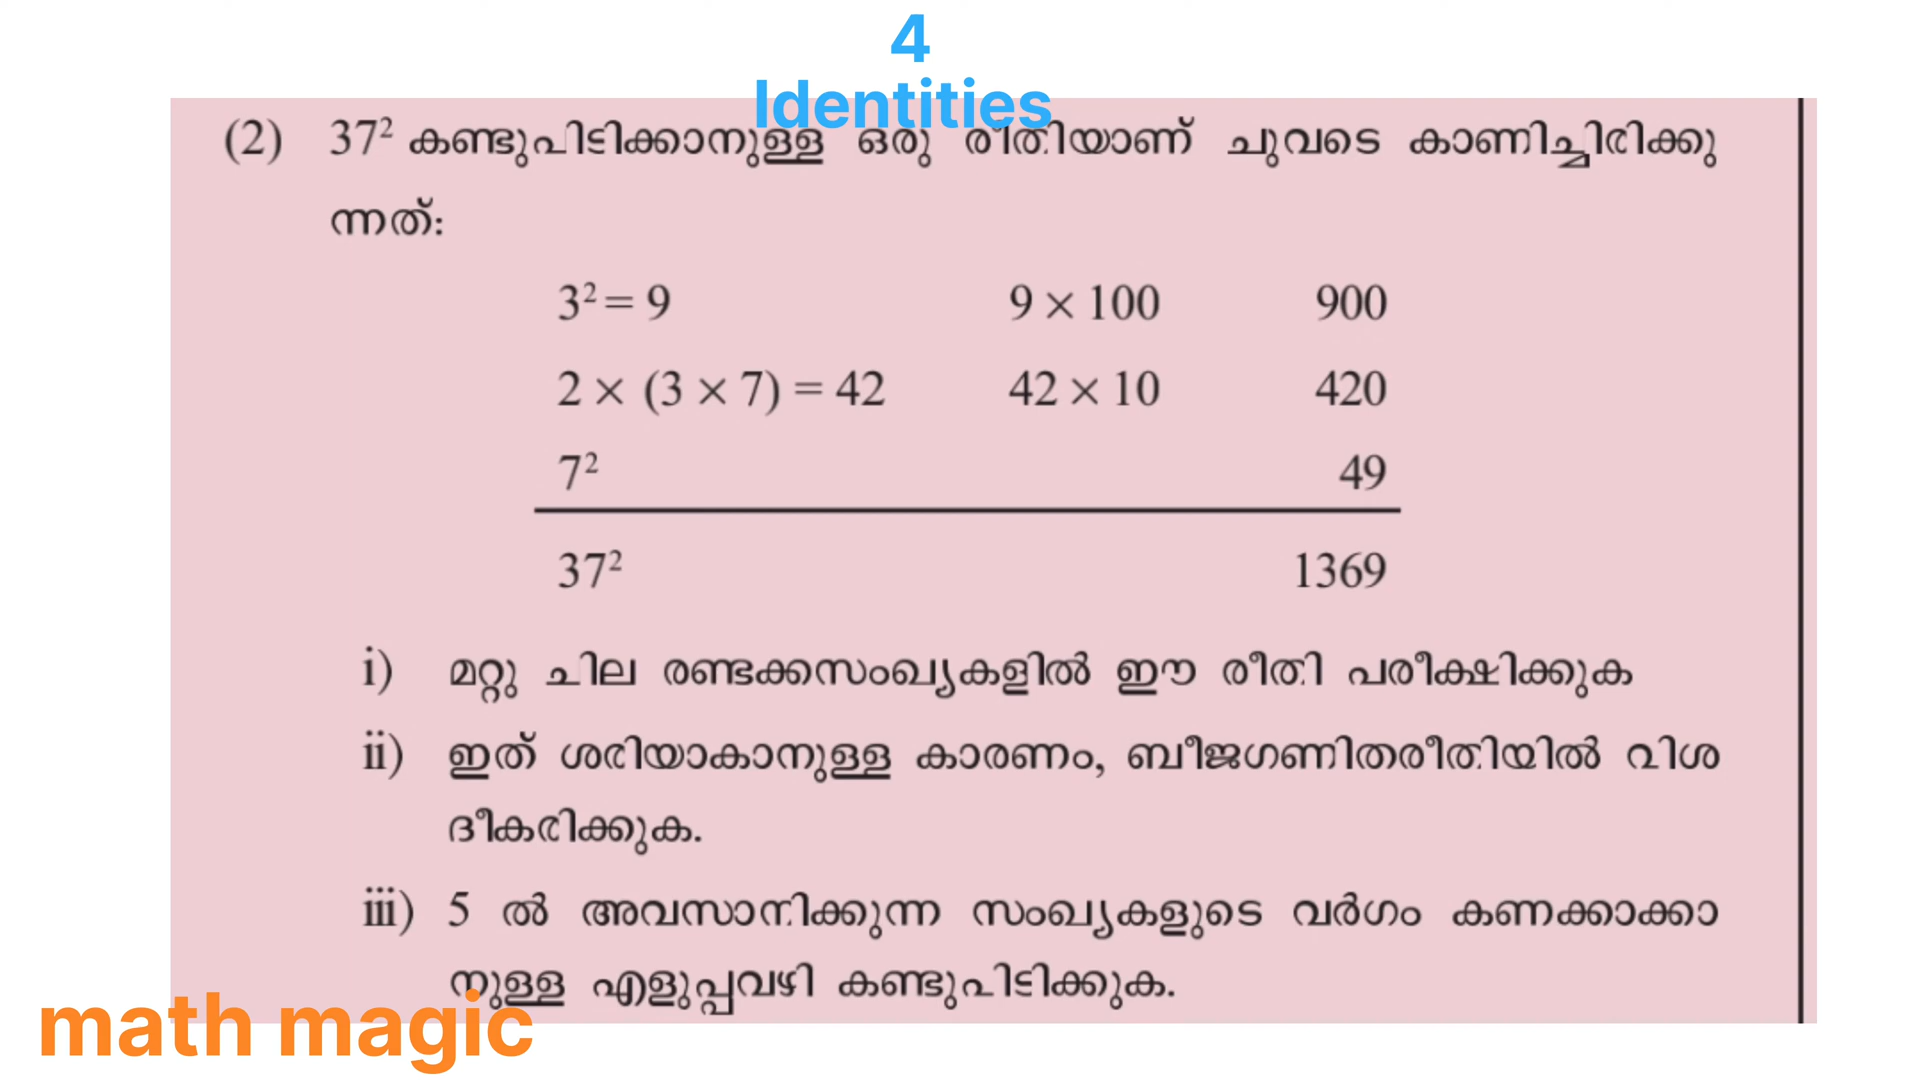 4
Identities
(2) 37² കണ്ടുപിടിക്കാനുള്ള ഒരു രീതിയാണ് ചുവടെ കാണിച്ചിരിക്കു
ന്നത്:
3² = 9 9 × 100 900
2 × (3 × 7) = 42 42 × 10 420
7² 49
37² 1369
i) മറ്റു ചില രണ്ടക്കസംഖ്യകളിൽ ഈ രീതി പരീക്ഷിക്കുക
ii) ഇത് ശരിയാകാനുള്ള കാരണം, ബീജഗണിതരീതിയിൽ വിശ
ദീകരിക്കുക.
iii) 5 ൽ അവസാനിക്കുന്ന സംഖ്യകളുടെ വർഗം കണക്കാക്കാ
നുള്ള എളുപ്പവഴി കണ്ടുപിടിക്കുക.
math magic